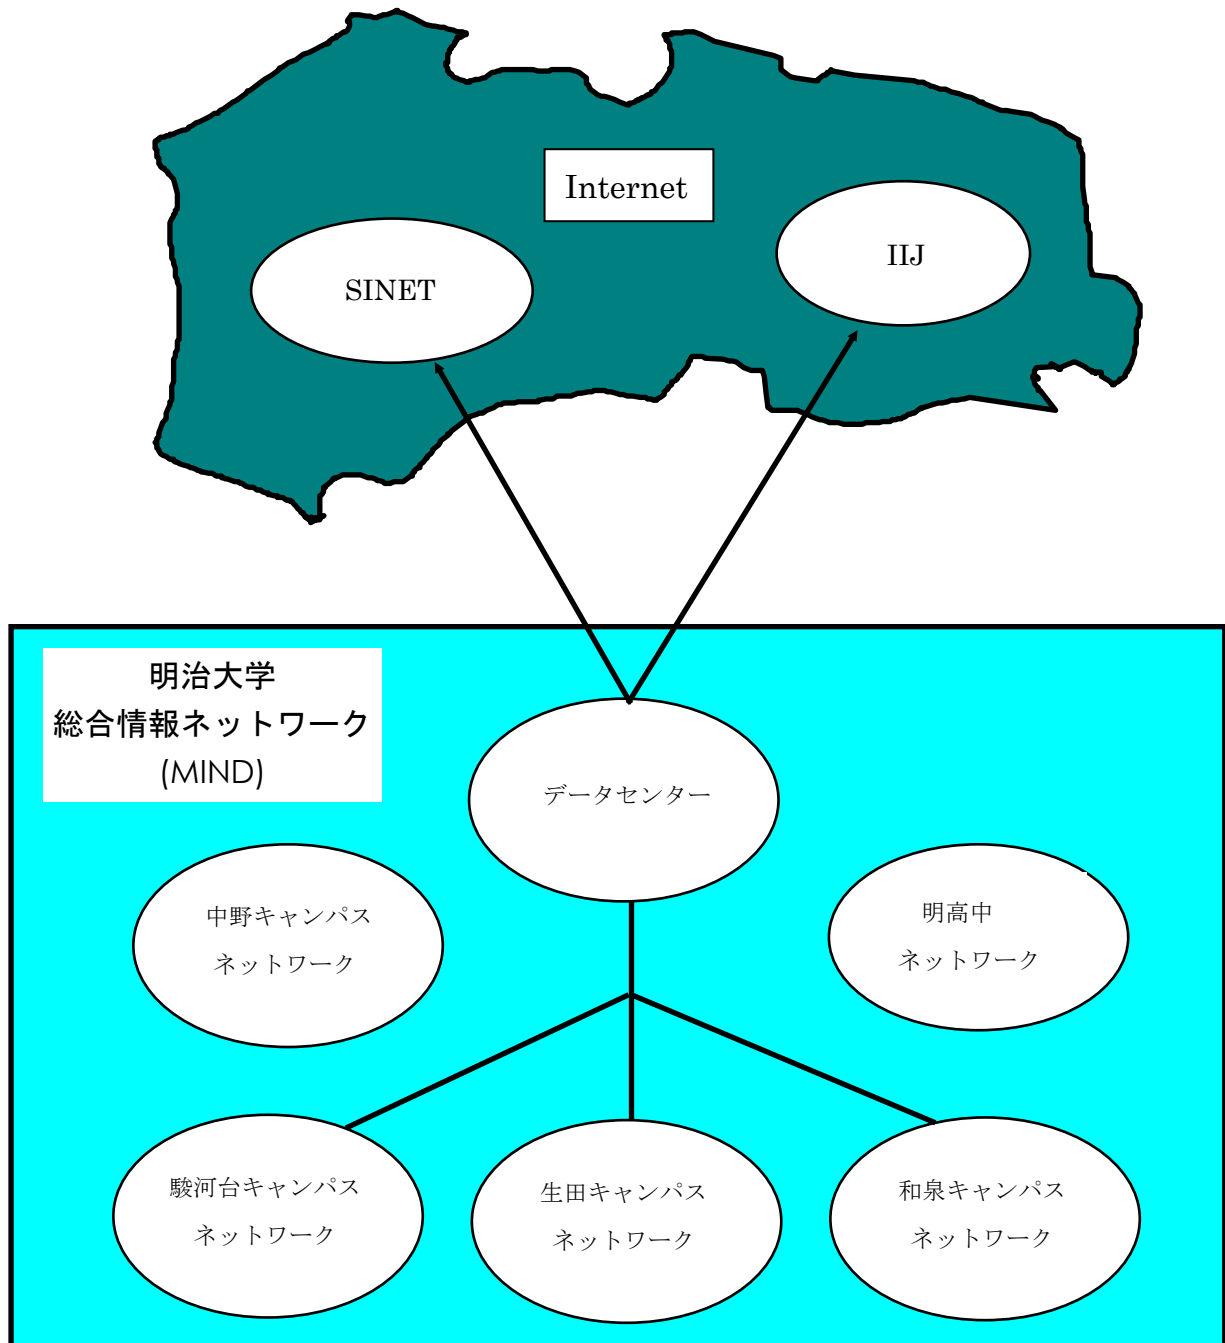 Internet
IIJ
SINET
明治大学
総合情報ネットワーク
(MIND)
データセンター
中野キャンパス
ネットワーク
明高中
ネットワーク
駿河台キャンパス
ネットワーク
生田キャンパス
ネットワーク
和泉キャンパス
ネットワーク